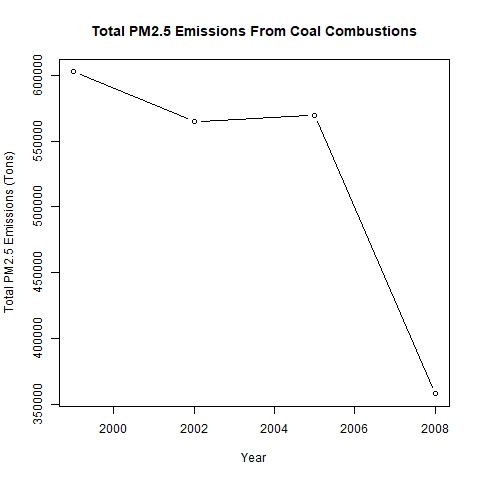 Total PM2.5 Emissions From Coal Combustions
Total PM2.5 Emissions (Tons)
600000
550000
500000
450000
400000
350000
2000 2002 2004 2006 2008
Year